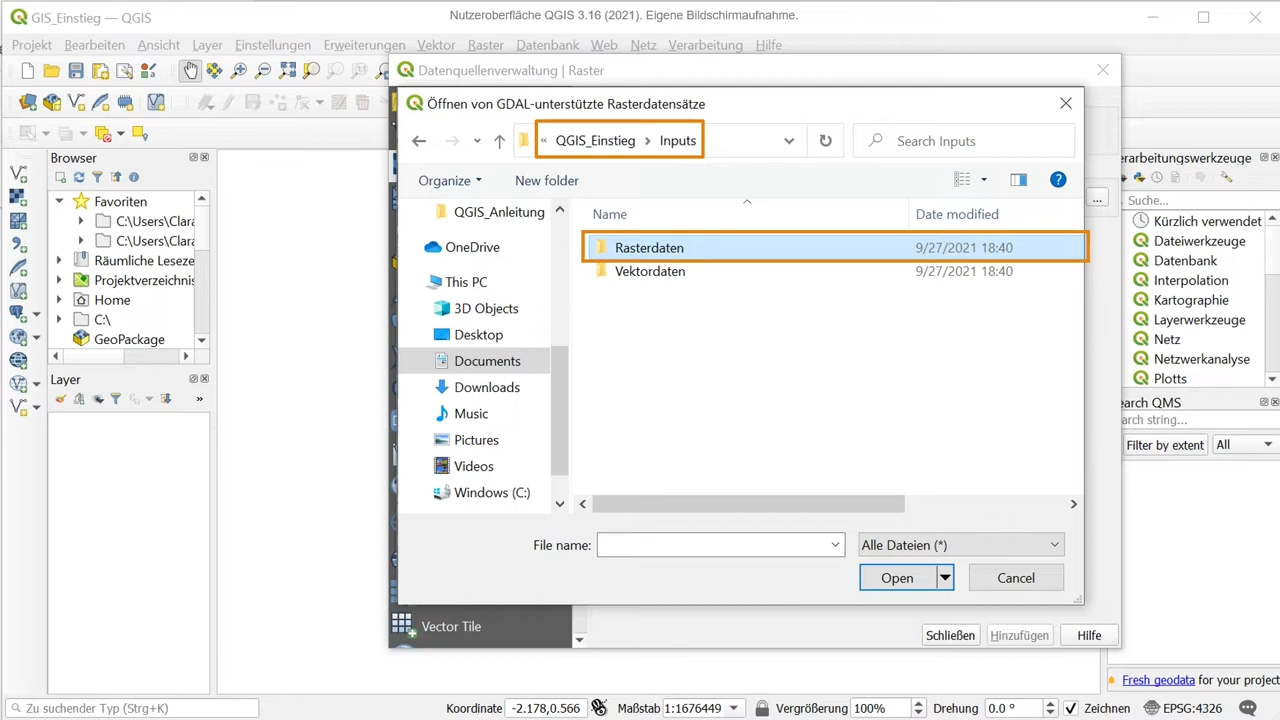 GIS_Einstieg — QGIS
Nutzeroberfläche QGIS 3.16 (2021). Eigene Bildschirmaufnahme.
Projekt Bearbeiten Ansicht Layer Einstellungen Erweiterungen Vektor Raster Datenbank Web Netz Verarbeitung Hilfe
Datenquellenverwaltung | Raster
Öffnen von GDAL-unterstützte Rasterdatensätze
« QGIS_Einstieg > Inputs
Search Inputs
Organize New folder
Browser
Favoriten
C:\Users\Clara
C:\Users\Clara
Räumliche Leseze
Projektverzeichnis
Home
C:\
GeoPackage
Layer
QGIS_Anleitung
OneDrive
This PC
3D Objects
Desktop
Documents
Downloads
Music
Pictures
Videos
Windows (C:)
Name Date modified
Rasterdaten 9/27/2021 18:40
Vektordaten 9/27/2021 18:40
File name:
Alle Dateien (*)
Open Cancel
Vector Tile
Schließen Hinzufügen Hilfe
...
erarbeitungswerkzeuge
Suche...
Kürzlich verwendet
Dateiwerkzeuge
Datenbank
Interpolation
Kartographie
Layerwerkzeuge
Netz
Netzwerkanalyse
Plotts
earch QMS
arch string...
Filter by extent All
Fresh geodata for your project
Zu suchender Typ (Strg+K)
Koordinate -2.178,0.566 Maßstab 1:1676449 Vergrößerung 100% Drehung 0.0 ° Zeichnen EPSG:4326